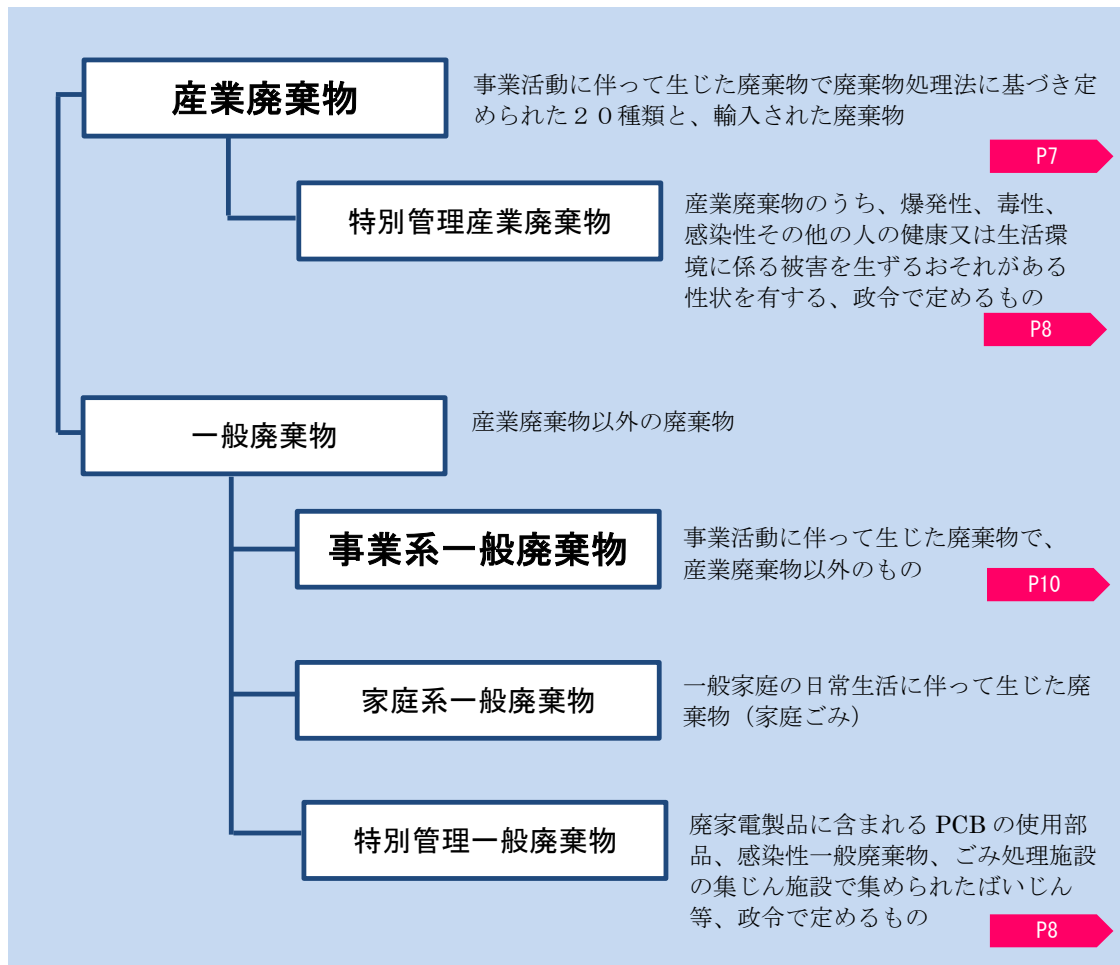 産業廃棄物
事業活動に伴って生じた廃棄物で廃棄物処理法に基づき定
められた２０種類と、輸入された廃棄物
P7
特別管理産業廃棄物
産業廃棄物のうち、爆発性、毒性、
感染性その他の人の健康又は生活環
境に係る被害を生ずるおそれがある
性状を有する、政令で定めるもの
P8
一般廃棄物
産業廃棄物以外の廃棄物
事業系一般廃棄物
事業活動に伴って生じた廃棄物で、
産業廃棄物以外のもの
P10
家庭系一般廃棄物
一般家庭の日常生活に伴って生じた廃
棄物（家庭ごみ）
特別管理一般廃棄物
廃家電製品に含まれる PCB の使用部
品、感染性一般廃棄物、ごみ処理施設
の集じん施設で集められたばいじん
等、政令で定めるもの
P8